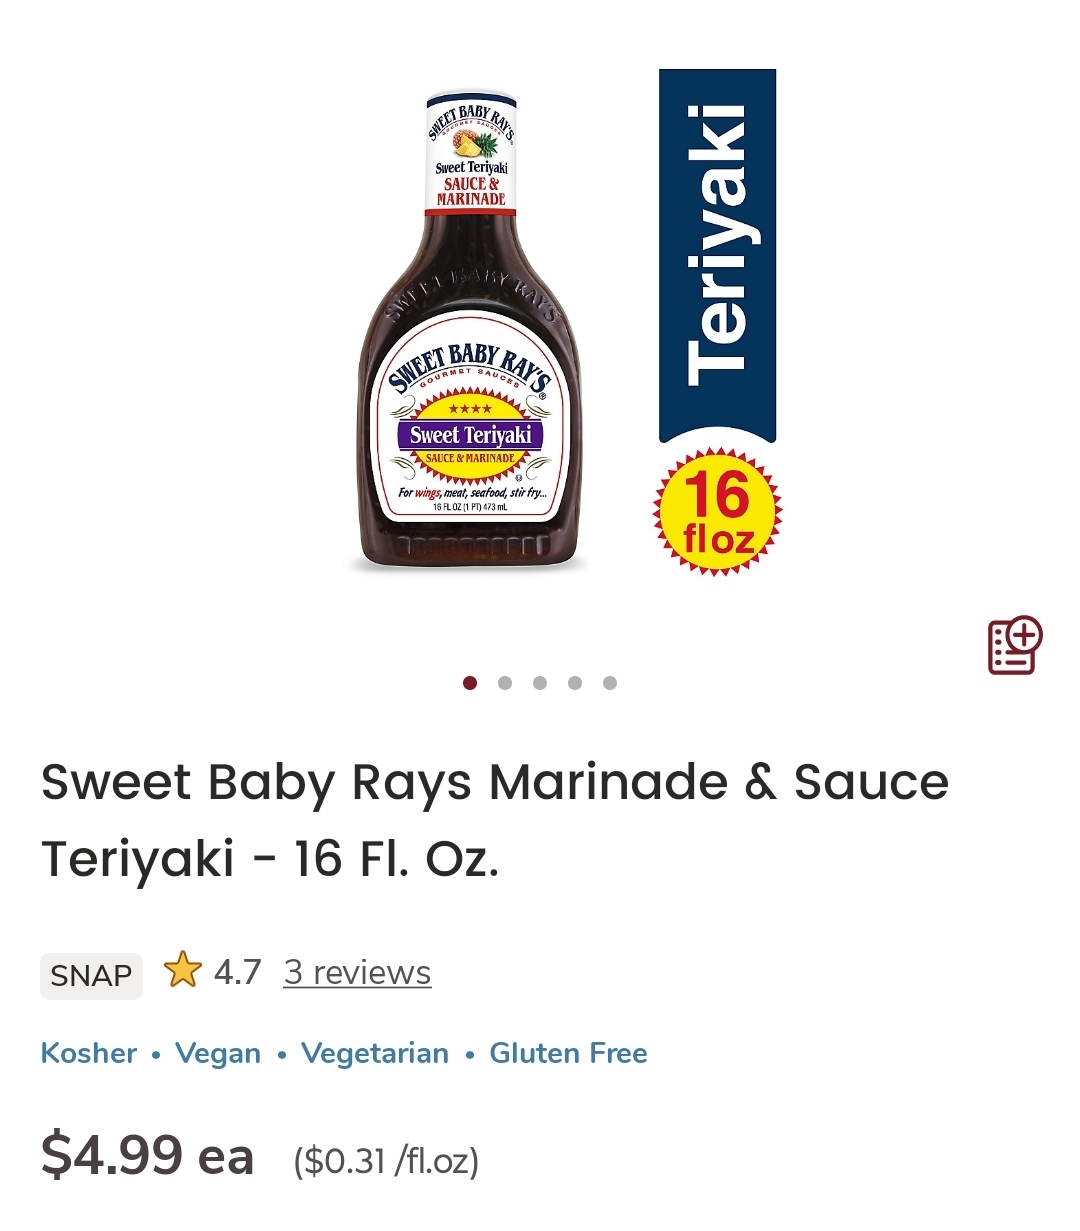 SWEET BABY RAY'S
GOURMET SAUCES
Sweet Teriyaki
SAUCE &
MARINADE
SWEET BABY RAY'S
SWEET BABY RAY'S®
GOURMET SAUCES
Sweet Teriyaki
SAUCE & MARINADE
For wings, meat, seafood, stir fry...
16 FL OZ (1 PT) 473 mL
Teriyaki
16
fl oz
Sweet Baby Rays Marinade & Sauce
Teriyaki - 16 Fl. Oz.
SNAP 4.7 3 reviews
Kosher • Vegan • Vegetarian • Gluten Free
$4.99 ea ($0.31 /fl.oz)